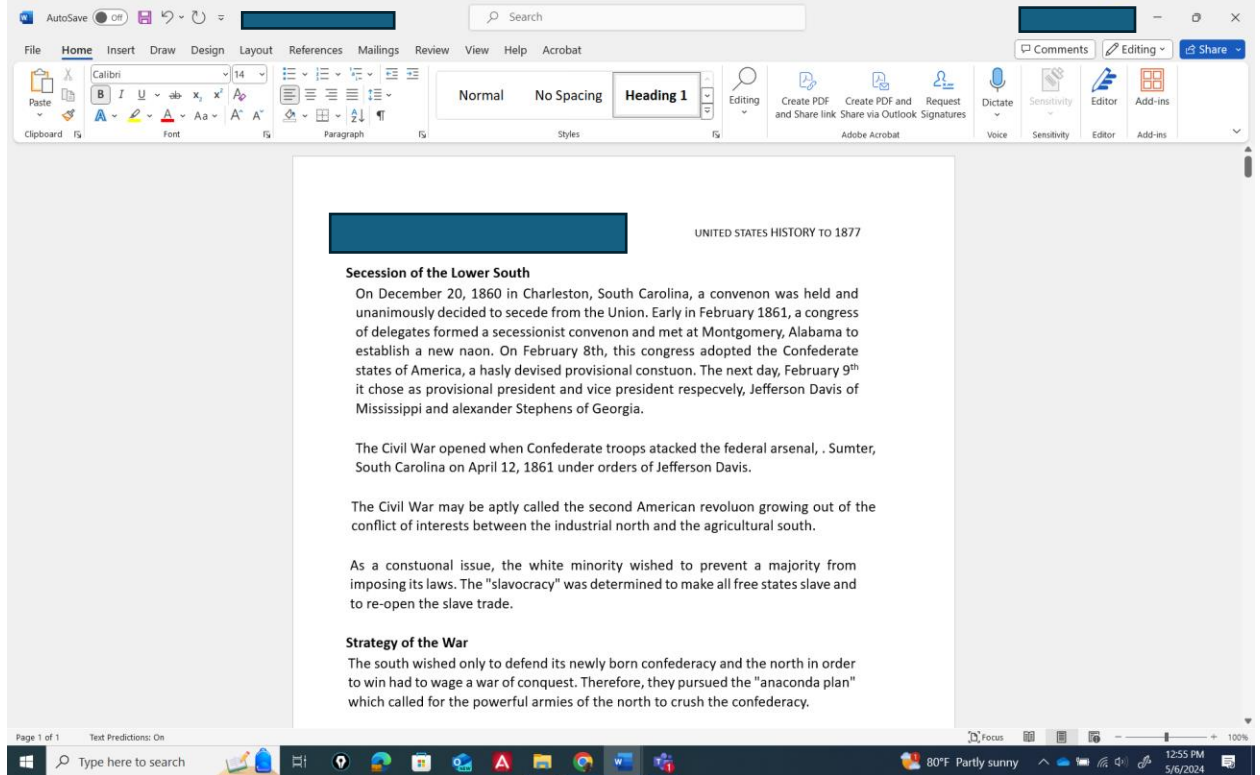 AutoSave Off
Search
File Home Insert Draw Design Layout References Mailings Review View Help Acrobat
Comments Editing Share
Calibri 14
Paste
B I U ab x, x² A
A A Aa A A
Normal No Spacing Heading 1
Editing
Create PDF and Share link
Create PDF and Share via Outlook
Request Signatures
Dictate
Sensitivity
Editor
Add-ins
Clipboard Font Paragraph Styles Adobe Acrobat Voice Sensitivity Editor Add-ins
UNITED STATES HISTORY TO 1877
Secession of the Lower South
On December 20, 1860 in Charleston, South Carolina, a convenon was held and
unanimously decided to secede from the Union. Early in February 1861, a congress
of delegates formed a secessionist convenon and met at Montgomery, Alabama to
establish a new naon. On February 8th, this congress adopted the Confederate
states of America, a hasly devised provisional constuon. The next day, February 9th
it chose as provisional president and vice president respecvely, Jefferson Davis of
Mississippi and alexander Stephens of Georgia.
The Civil War opened when Confederate troops atacked the federal arsenal, . Sumter,
South Carolina on April 12, 1861 under orders of Jefferson Davis.
The Civil War may be aptly called the second American revoluon growing out of the
conflict of interests between the industrial north and the agricultural south.
As a constuonal issue, the white minority wished to prevent a majority from
imposing its laws. The "slavocracy" was determined to make all free states slave and
to re-open the slave trade.
Strategy of the War
The south wished only to defend its newly born confederacy and the north in order
to win had to wage a war of conquest. Therefore, they pursued the "anaconda plan"
which called for the powerful armies of the north to crush the confederacy.
Page 1 of 1 Text Predictions: On Focus 100%
Type here to search
80°F Partly sunny
12:55 PM
5/6/2024